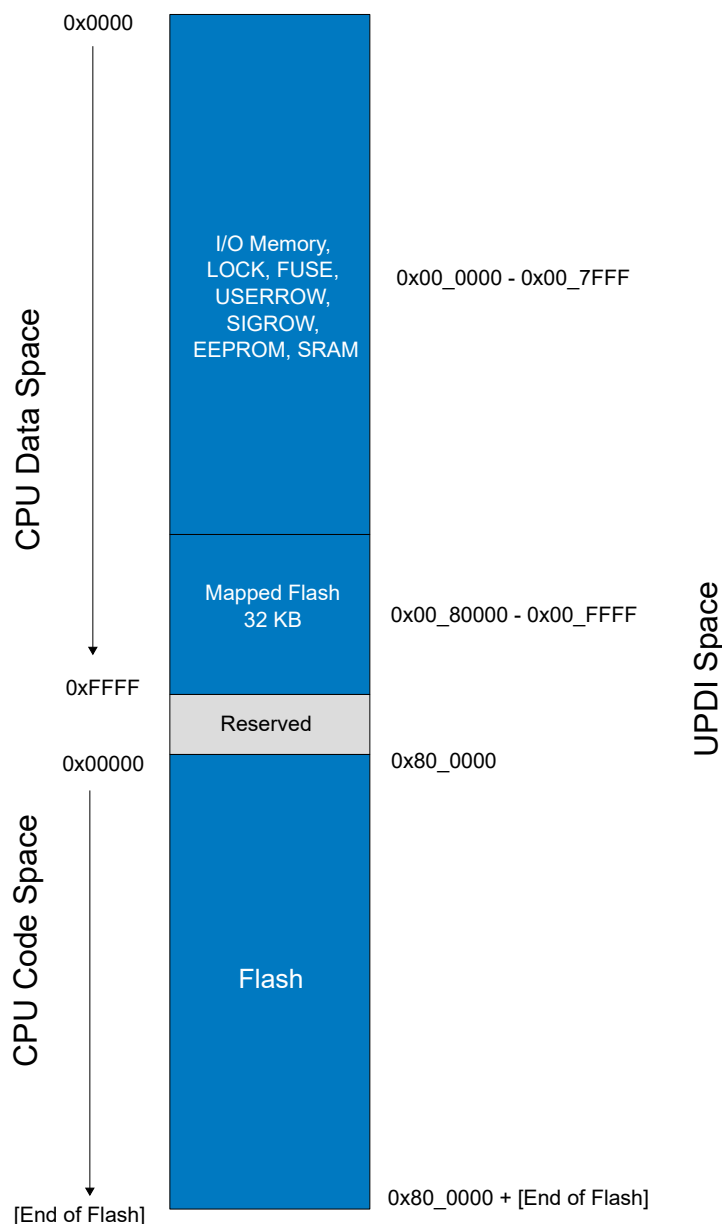 0x0000
I/O Memory,
LOCK, FUSE,
USERROW,
SIGROW,
EEPROM, SRAM
0x00_0000 - 0x00_7FFF
CPU Data Space
Mapped Flash
32 KB
0x00_80000 - 0x00_FFFF
UPDI Space
0xFFFF
Reserved
0x00000
0x80_0000
CPU Code Space
Flash
[End of Flash]
0x80_0000 + [End of Flash]